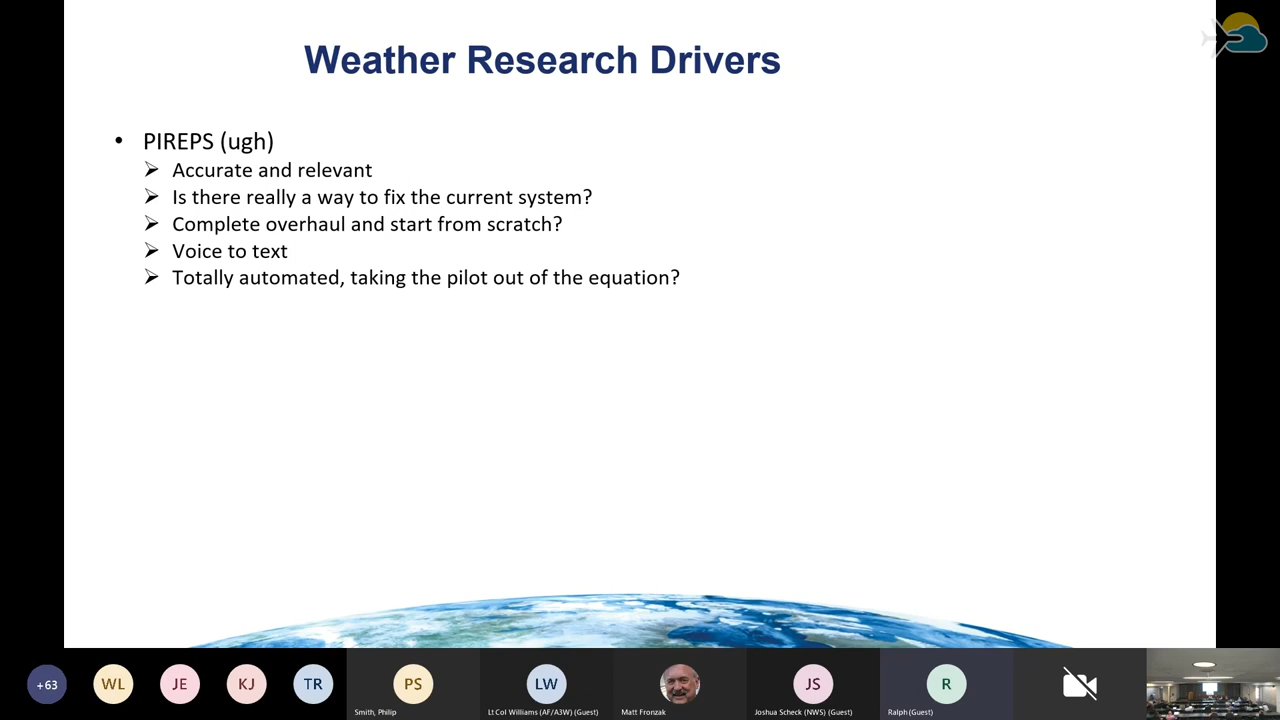 Weather Research Drivers
• PIREPS (ugh)
➢ Accurate and relevant
➢ Is there really a way to fix the current system?
➢ Complete overhaul and start from scratch?
➢ Voice to text
➢ Totally automated, taking the pilot out of the equation?
+63
WL
JE
KJ
TR
PS
LW
JS
R
Smith, Philip
Lt Col Williams (AF/A3W) (Guest)
Matt Fronzak
Joshua Scheck (NWS) (Guest)
Ralph (Guest)